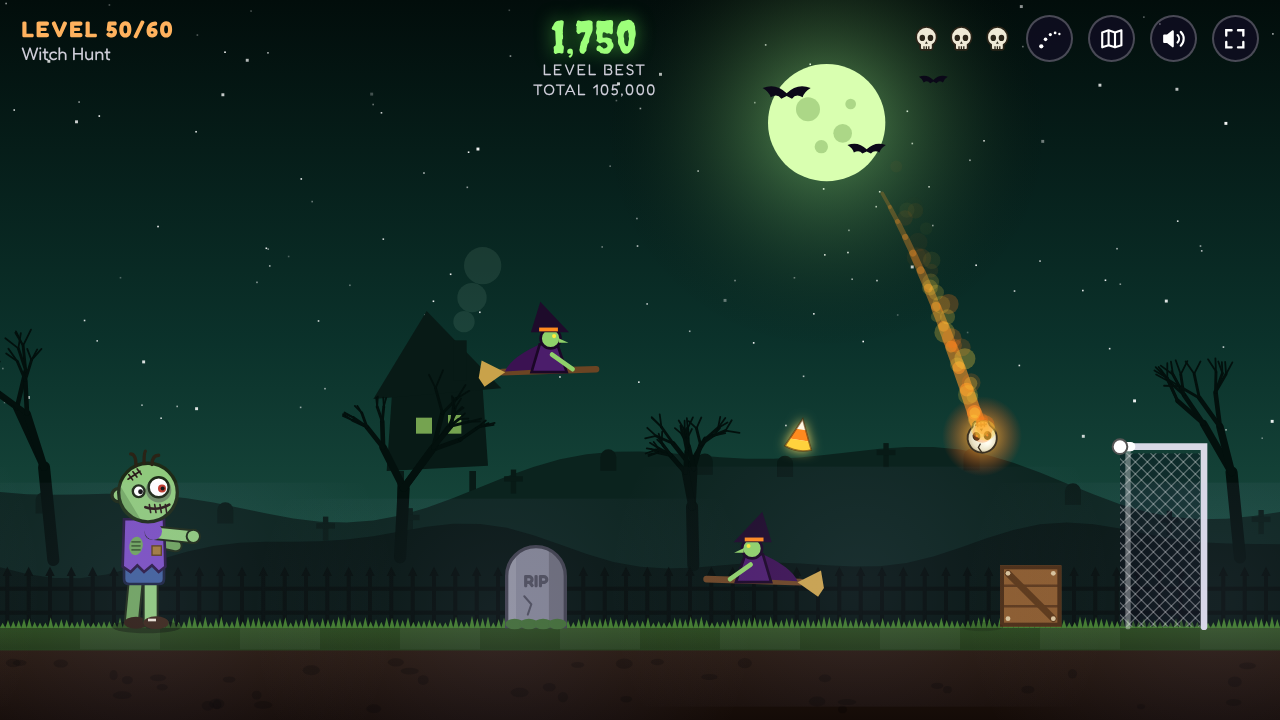 LEVEL 50/60
Witch Hunt
1,750
LEVEL BEST
TOTAL 105,000
RIP